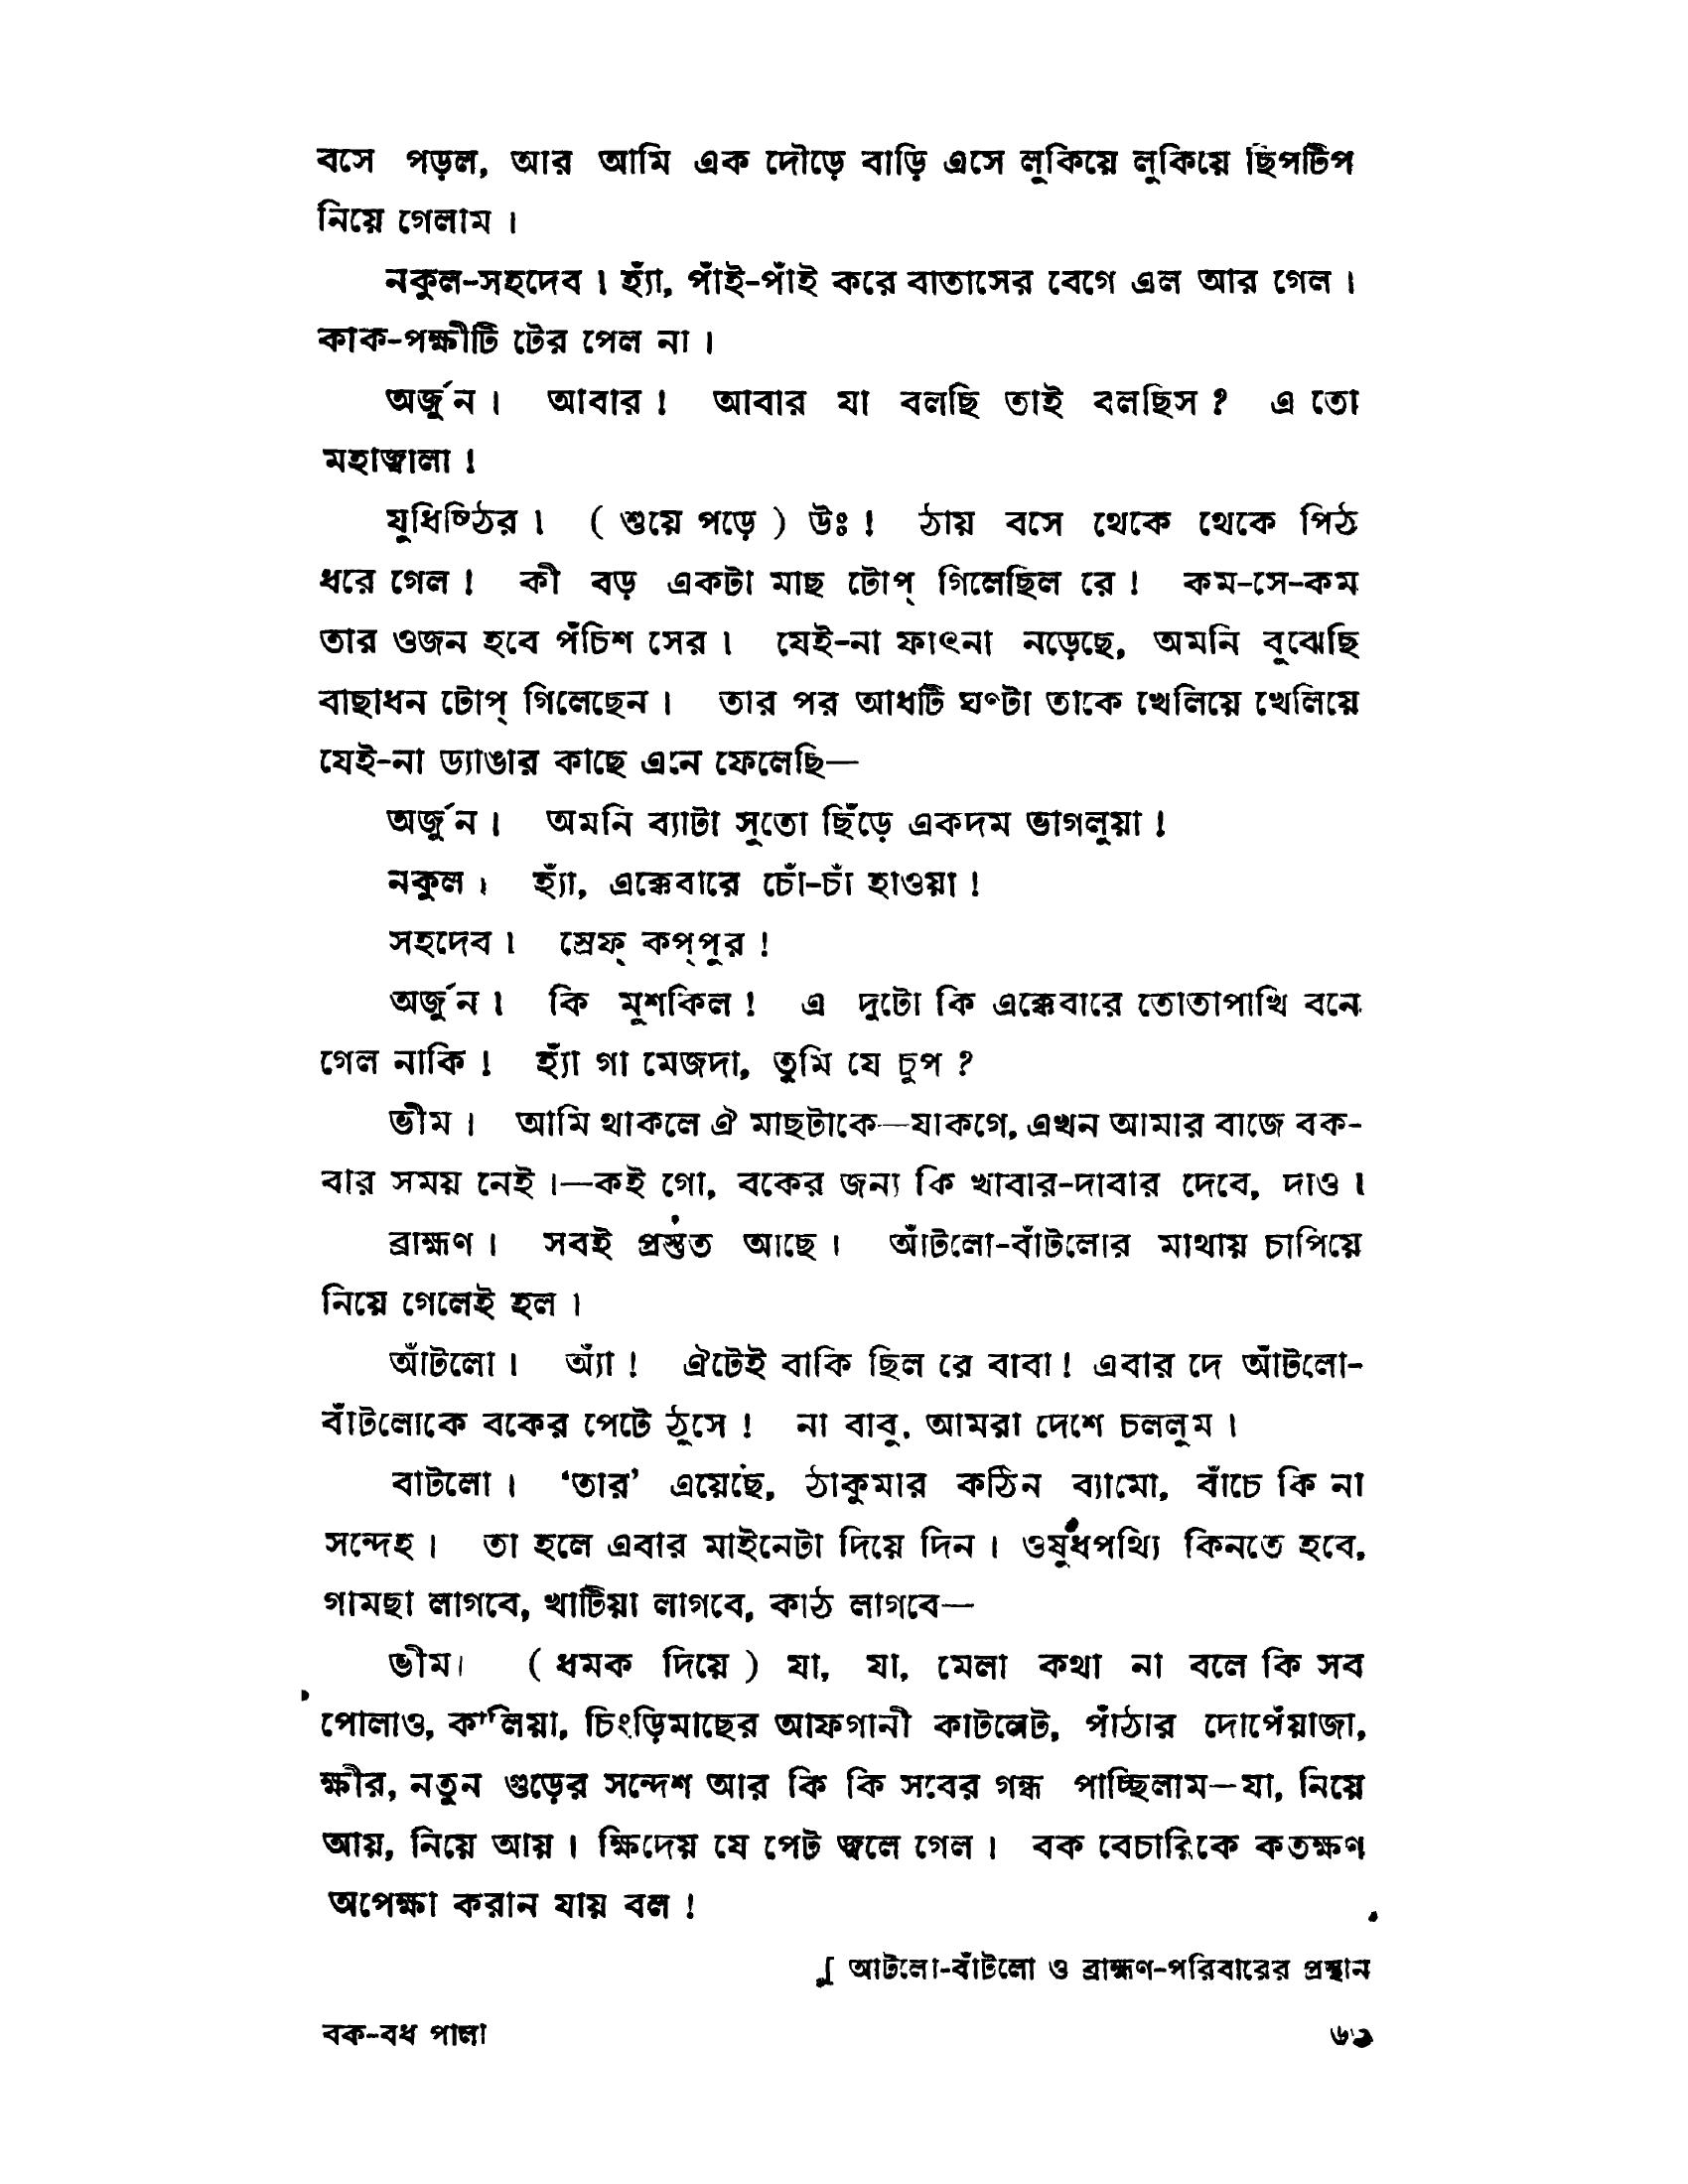 বসে পড়ল, আর আমি এক দৌড়ে বাড়ি এসে লুকিয়ে লুকিয়ে ছিপটিপ
নিয়ে গেলাম।
নকুল-সহদেব। হ্যাঁ, পাঁই-পাঁই করে বাতাসের বেগে এল আর গেল।
কাক-পক্ষীটি টের পেল না।
অর্জুন। আবার! আবার যা বলছি তাই বলছিস? এ তো
মহাজ্বালা!
যুধিষ্ঠির। (শুয়ে পড়ে) উঃ! ঠায় বসে থেকে থেকে পিঠ
ধরে গেল! কী বড় একটা মাছ টোপ্ গিলেছিল রে! কম-সে-কম
তার ওজন হবে পঁচিশ সের। যেই-না ফাৎনা নড়েছে, অমনি বুঝেছি
বাছাধন টোপ্ গিলেছেন। তার পর আধটি ঘণ্টা তাকে খেলিয়ে খেলিয়ে
যেই-না ড্যাঙার কাছে এনে ফেলেছি—
অর্জুন। অমনি ব্যাটা সুতো ছিঁড়ে একদম ভাগলুয়া!
নকুল। হ্যাঁ, এক্কেবারে চোঁ-চাঁ হাওয়া!
সহদেব। স্রেফ্ কপ্পুর!
অর্জুন। কি মুশকিল! এ দুটো কি এক্কেবারে তোতাপাখি বনে
গেল নাকি! হ্যাঁ গা মেজদা, তুমি যে চুপ?
ভীম। আমি থাকলে ঐ মাছটাকে—যাকগে, এখন আমার বাজে বক-
বার সময় নেই।—কই গো, বকের জন্য কি খাবার-দাবার দেবে, দাও।
ব্রাহ্মণ। সবই প্রস্তুত আছে। আঁটলো-বাঁটলোর মাথায় চাপিয়ে
নিয়ে গেলেই হল।
আঁটলো। অ্যাঁ! ঐটেই বাকি ছিল রে বাবা! এবার দে আঁটলো-
বাঁটলোকে বকের পেটে ঠুসে! না বাবু, আমরা দেশে চললুম।
বাটলো। ‘তার’ এয়েছে, ঠাকুমার কঠিন ব্যামো, বাঁচে কি না
সন্দেহ। তা হলে এবার মাইনেটা দিয়ে দিন। ওষুধপথ্যি কিনতে হবে,
গামছা লাগবে, খাটিয়া লাগবে, কাঠ লাগবে—
ভীম। (ধমক দিয়ে) যা, যা, মেলা কথা না বলে কি সব
পোলাও, কালিয়া, চিংড়িমাছের আফগানী কাটলেট, পাঁঠার দোপেঁয়াজা,
ক্ষীর, নতুন গুড়ের সন্দেশ আর কি কি সবের গন্ধ পাচ্ছিলাম—যা, নিয়ে
আয়, নিয়ে আয়। ক্ষিদেয় যে পেট জ্বলে গেল। বক বেচারিকে কতক্ষণ
অপেক্ষা করান যায় বল!
[ আটলো-বাঁটলো ও ব্রাহ্মণ-পরিবারের প্রস্থান
বক-বধ পালা